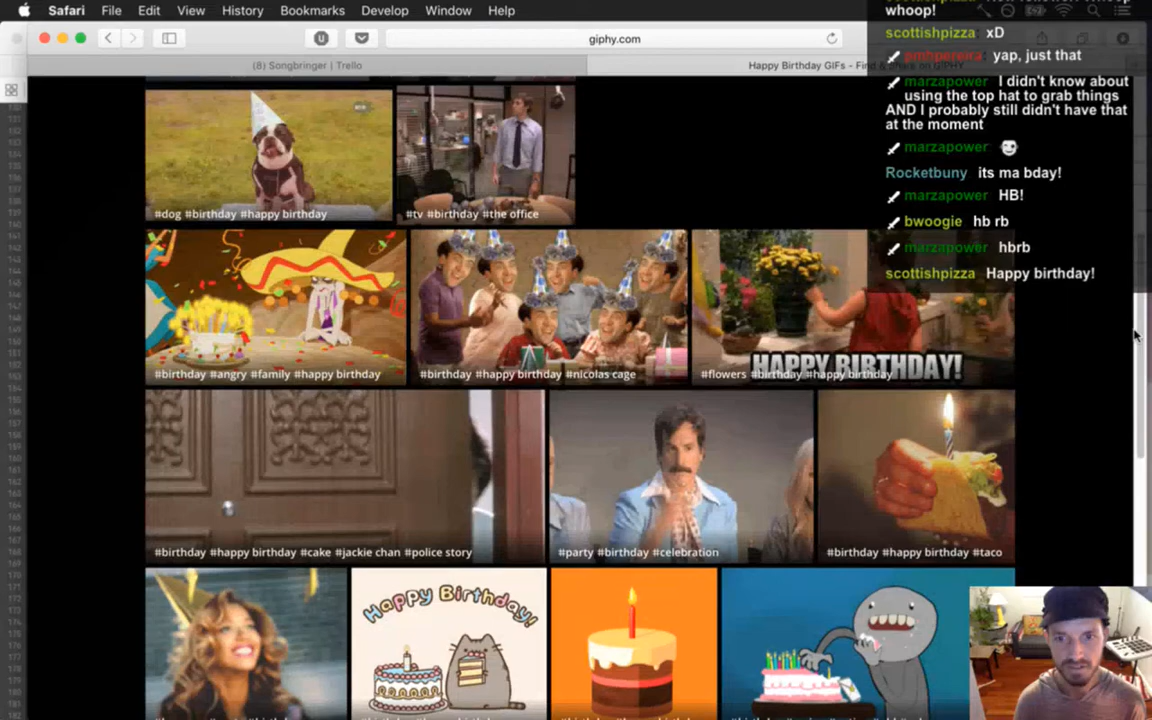 Safari File Edit View History Bookmarks Develop Window Help
whoop!
giphy.com
scottishpizza xD
(8) Songbringer | Trello
Happy Birthday GIFs - Find & Share on GIPHY
pmhpereira yap, just that
marzapower I didn't know about
using the top hat to grab things
AND I probably still didn't have that
at the moment
marzapower
Rocketbuny its ma bday!
marzapower HB!
bwoogie hb rb
marzapower hbrb
scottishpizza Happy birthday!
#dog #birthday #happy birthday
#tv #birthday #the office
HAPPY BIRTHDAY!
#birthday #angry #family #happy birthday
#birthday #happy birthday #nicolas cage
#flowers #birthday #happy birthday
#birthday #happy birthday #cake #jackie chan #police story
#party #birthday #celebration
#birthday #happy birthday #taco
Happy Birthday!